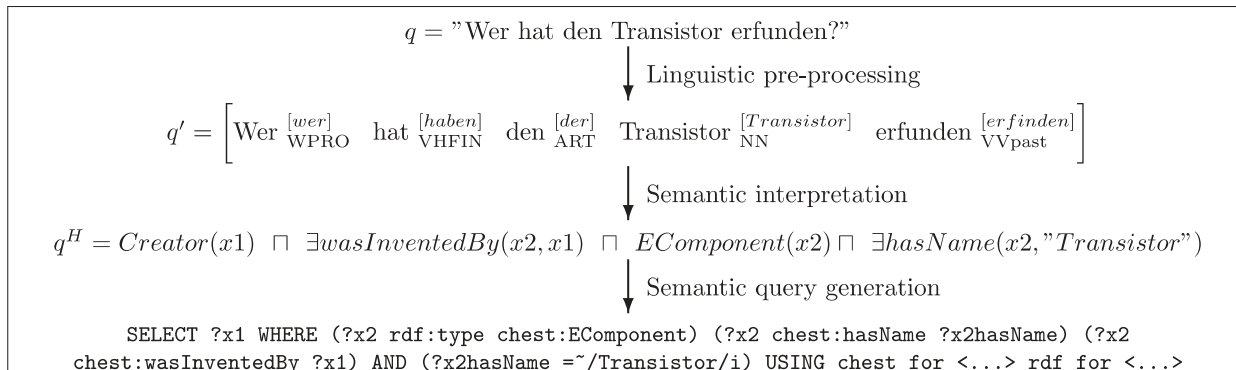 q = "Wer hat den Transistor erfunden?"
Linguistic pre-processing
q′ = [Wer [wer] WPRO hat [haben] VHFIN den [der] ART Transistor [Transistor] NN erfunden [erfinden] VVpast]
Semantic interpretation
q^H = Creator(x1) ⊓ ∃wasInventedBy(x2, x1) ⊓ EComponent(x2) ⊓ ∃hasName(x2, "Transistor")
Semantic query generation
SELECT ?x1 WHERE (?x2 rdf:type chest:EComponent) (?x2 chest:hasName ?x2hasName) (?x2
chest:wasInventedBy ?x1) AND (?x2hasName =~/Transistor/i) USING chest for <...> rdf for <...>